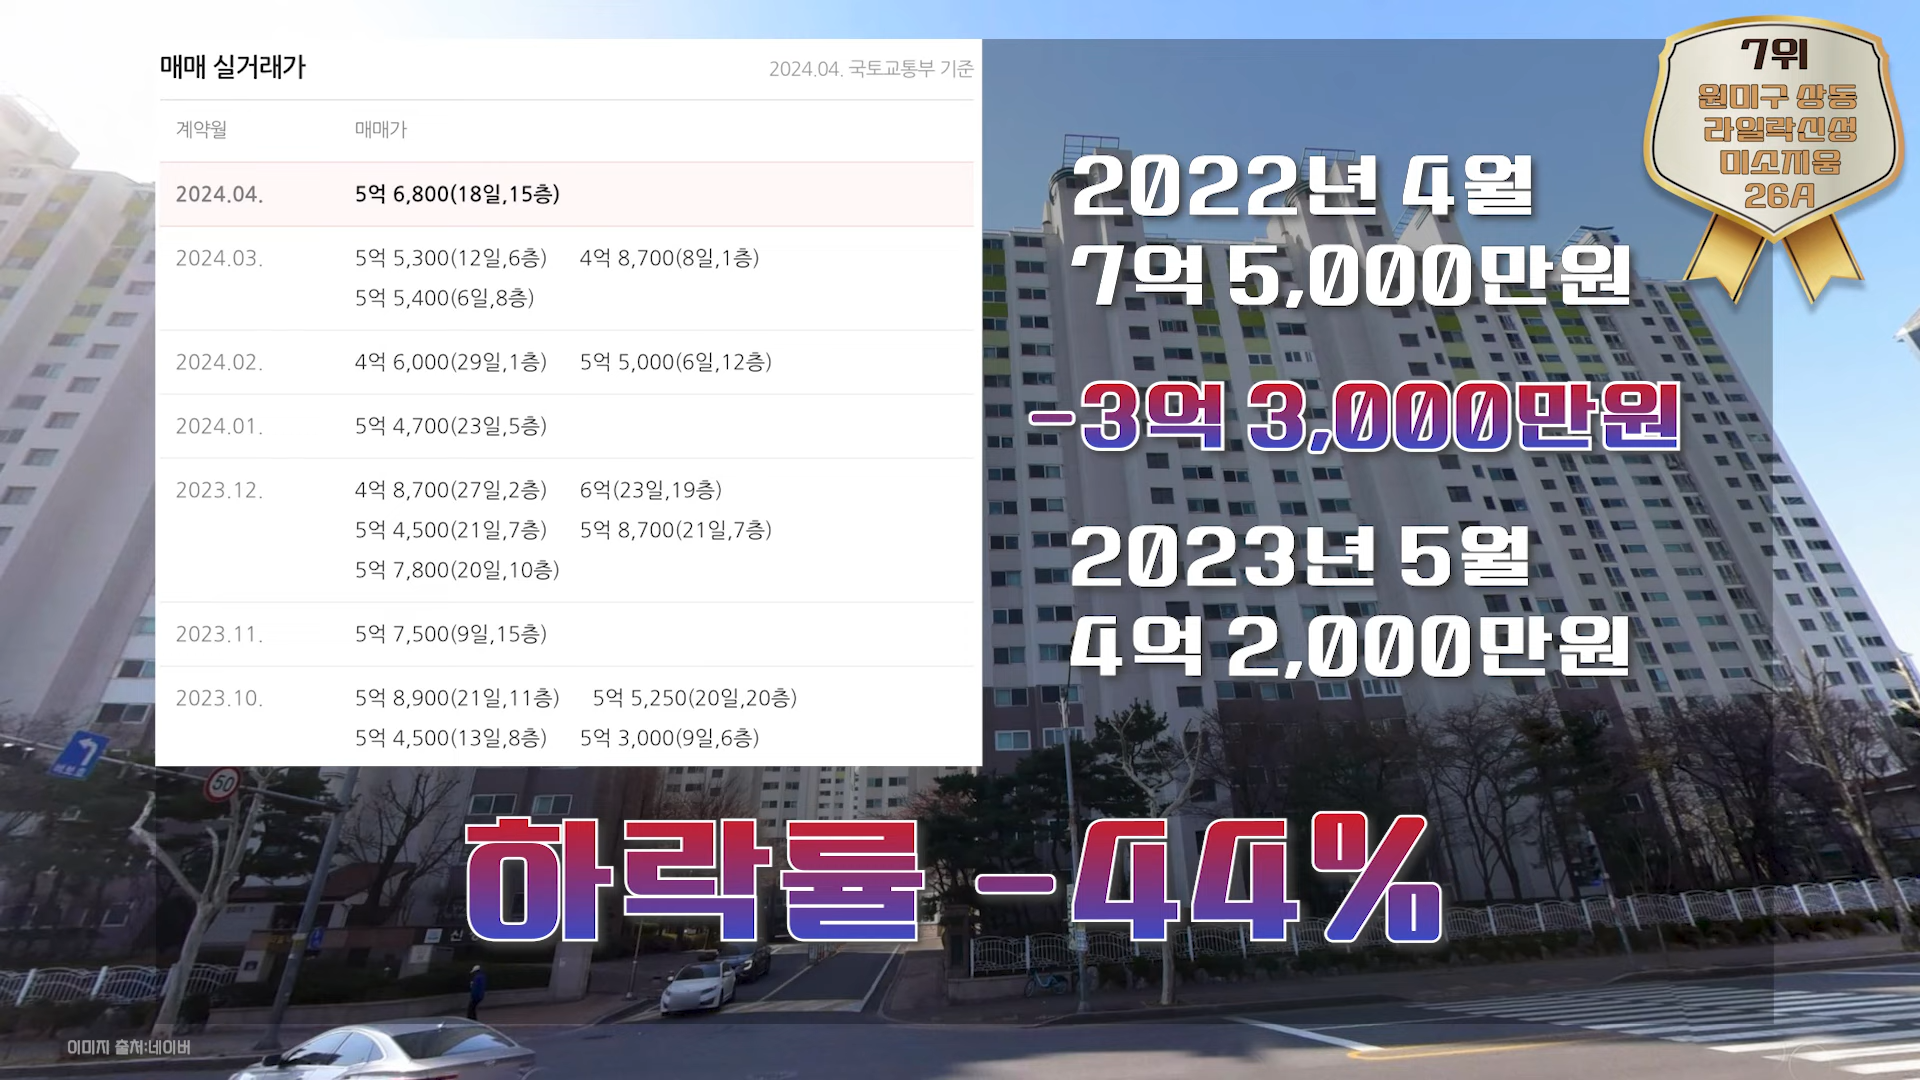 매매 실거래가
2024.04. 국토교통부 기준
계약월 매매가
2024.04. 5억 6,800(18일,15층)
2024.03. 5억 5,300(12일,6층) 4억 8,700(8일,1층)
5억 5,400(6일,8층)
2024.02. 4억 6,000(29일,1층) 5억 5,000(6일,12층)
2024.01. 5억 4,700(23일,5층)
2023.12. 4억 8,700(27일,2층) 6억(23일,19층)
5억 4,500(21일,7층) 5억 8,700(21일,7층)
5억 7,800(20일,10층)
2023.11. 5억 7,500(9일,15층)
2023.10. 5억 8,900(21일,11층) 5억 5,250(20일,20층)
5억 4,500(13일,8층) 5억 3,000(9일,6층)
7위
원미구 상동
라일락신성
미소지움
26A
2022년 4월
7억 5,000만원
-3억 3,000만원
2023년 5월
4억 2,000만원
하락률 -44%
50
이미지 출처:네이버